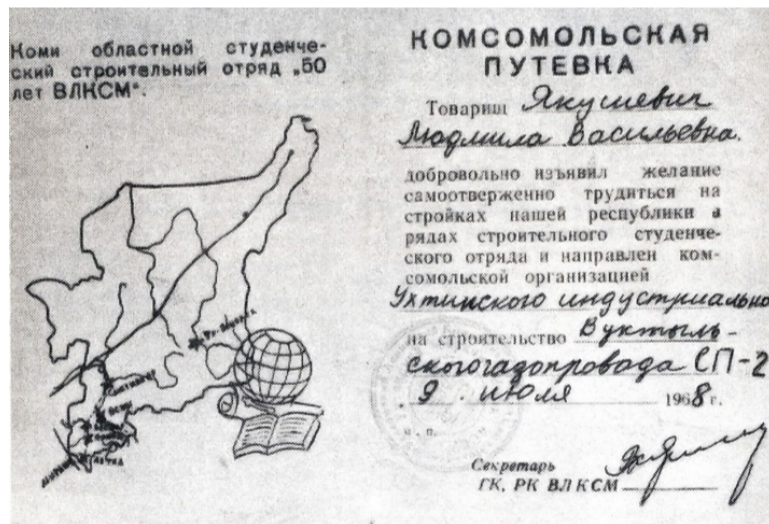 Коми областной студенче-
ский строительный отряд „50
лет ВЛКСМ".
КОМСОМОЛЬСКАЯ
ПУТЕВКА
Товарищ Якушевич
Людмила Васильевна.
добровольно изъявил желание
самоотверженно трудиться на
стройках нашей республики в
рядах строительного студенче-
ского отряда и направлен ком-
сомольской организацией
Ухтинского индустриально
на строительство Вуктыль-
скогогадопровода СП-2
9 июля 1968 г.
м. п.
Секретарь
ГК, РК ВЛКСМ